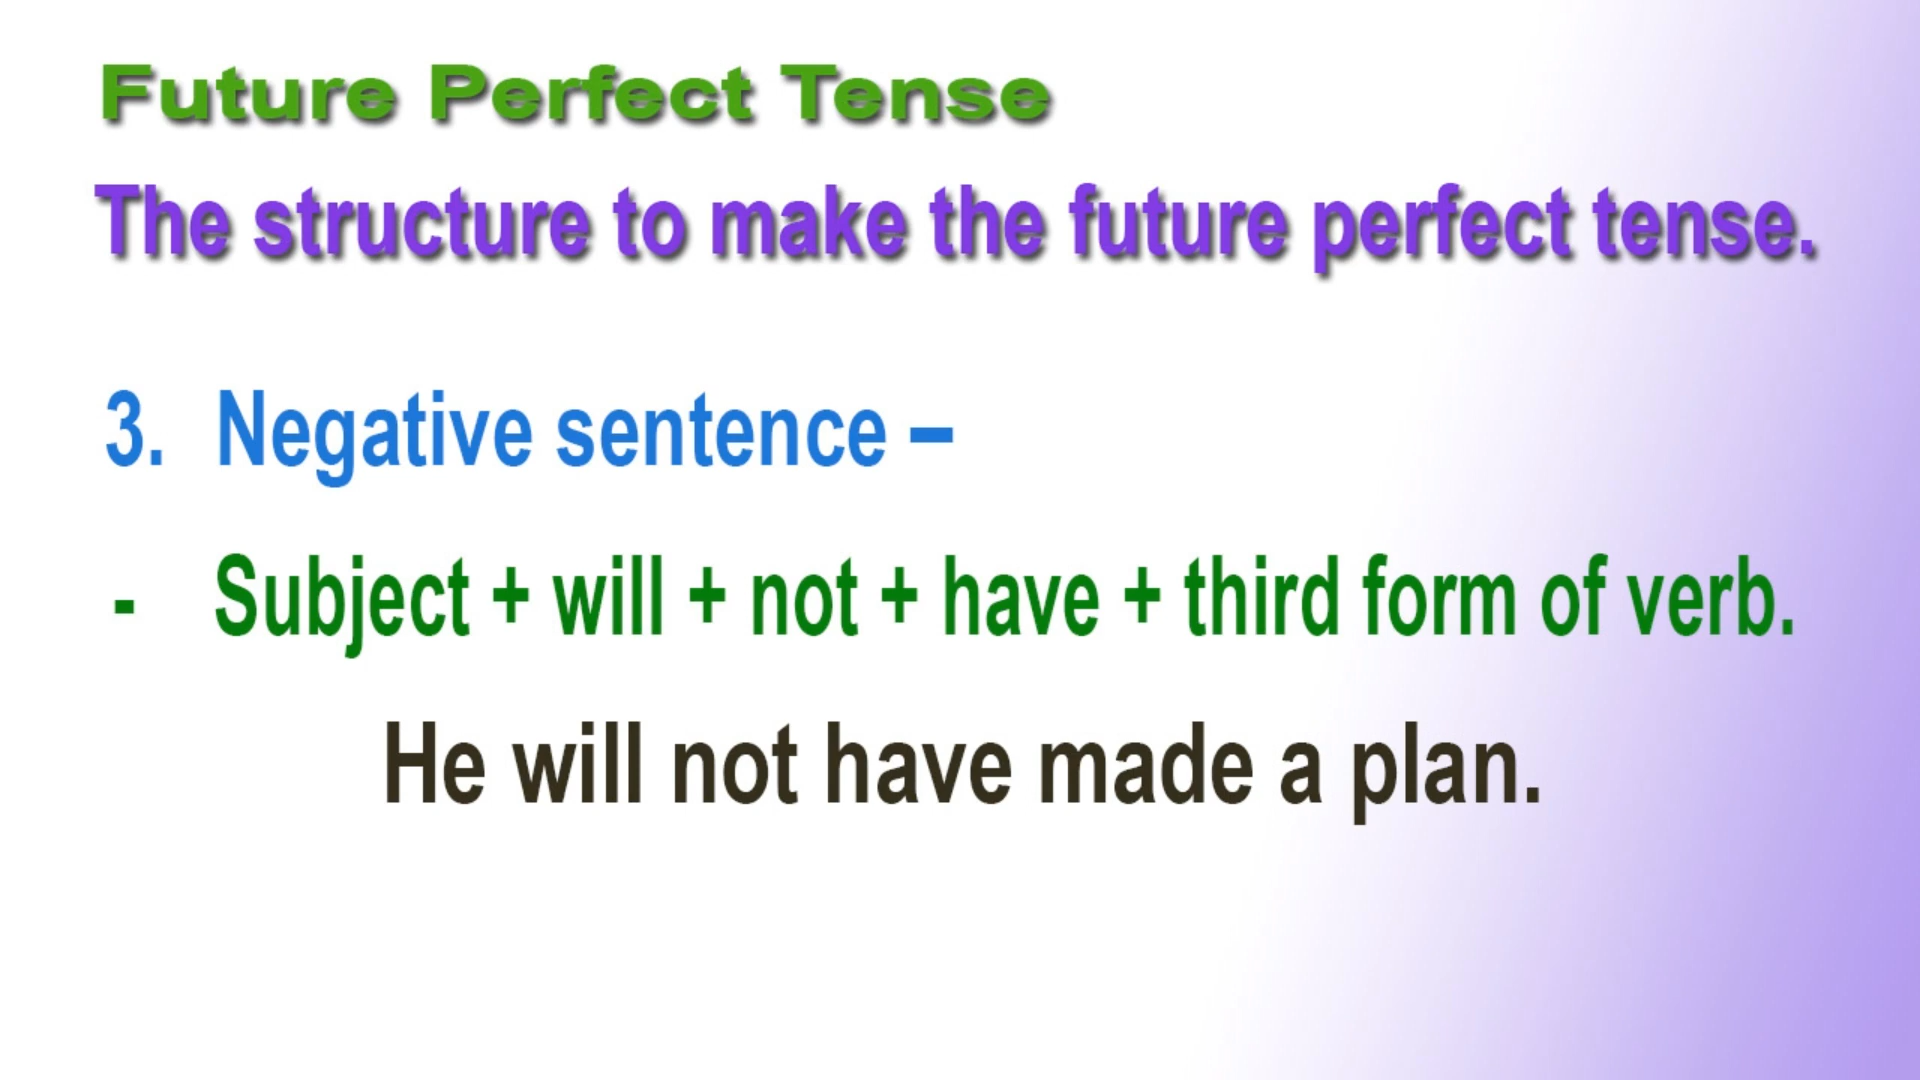 Future Perfect Tense
The structure to make the future perfect tense.
3. Negative sentence –
- Subject + will + not + have + third form of verb.
He will not have made a plan.